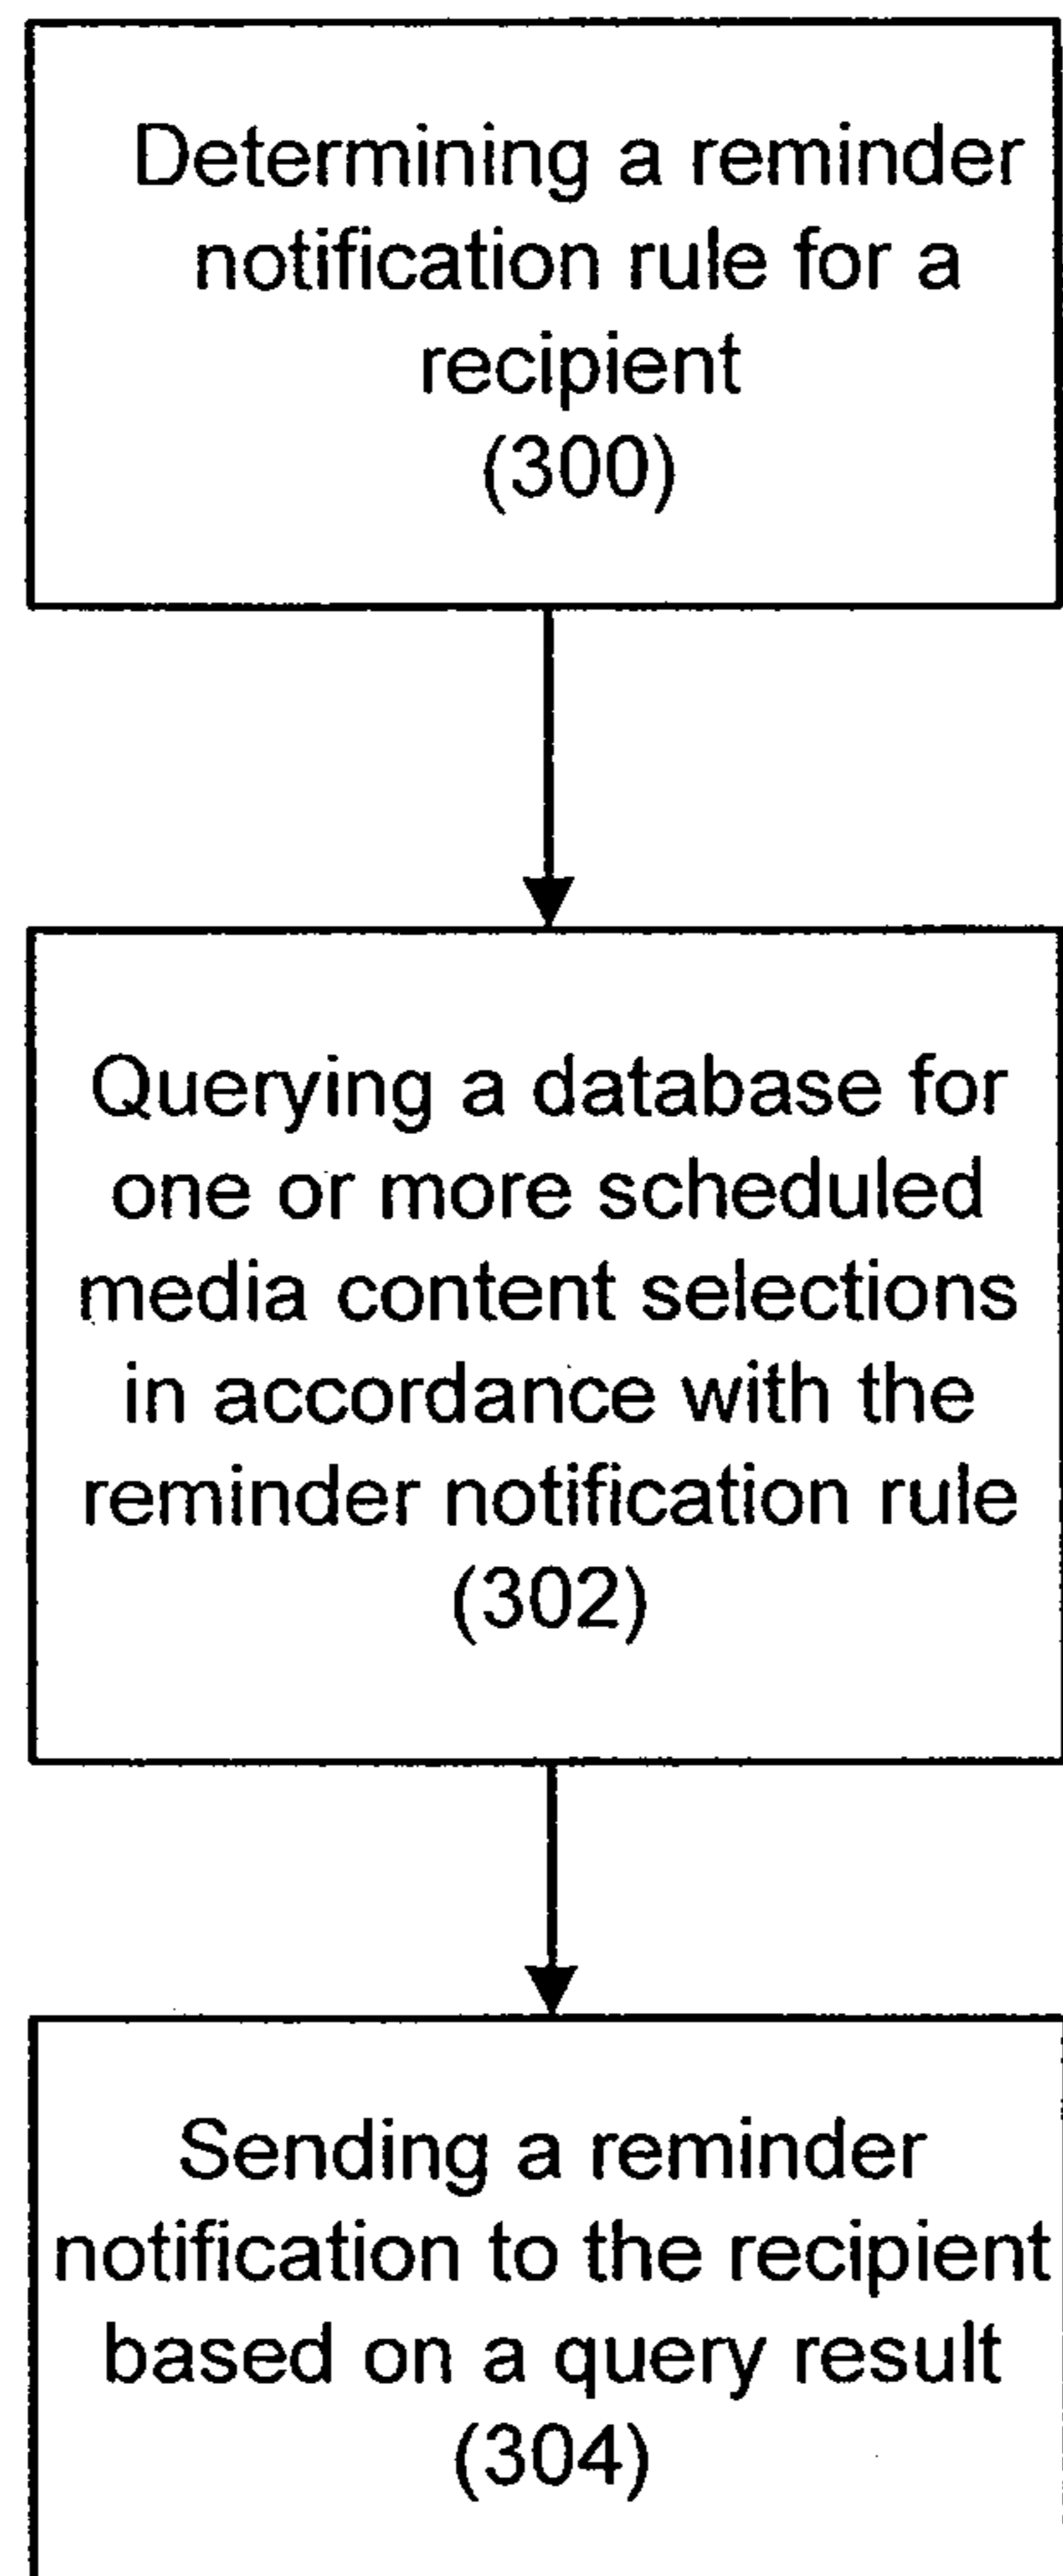 Determining a reminder
notification rule for a
recipient
(300)
Querying a database for
one or more scheduled
media content selections
in accordance with the
reminder notification rule
(302)
Sending a reminder
notification to the recipient
based on a query result
(304)